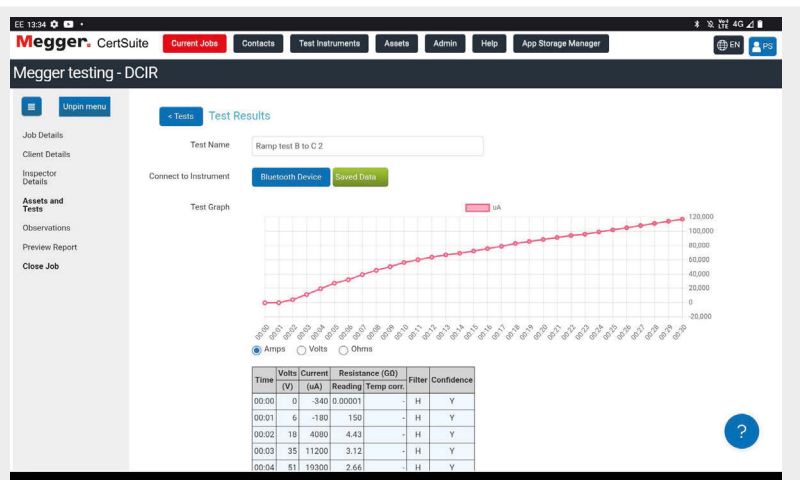 EE 13:34
4G
Megger. CertSuite
Current Jobs
Contacts
Test Instruments
Assets
Admin
Help
App Storage Manager
EN
PS
Megger testing - DCIR
Unpin menu
< Tests Test Results
Job Details
Client Details
Inspector
Details
Assets and
Tests
Observations
Preview Report
Close Job
Test Name Ramp test B to C 2
Connect to Instrument Bluetooth Device Saved Data
Test Graph
uA
120,000
100,000
80,000
60,000
40,000
20,000
0
-20,000
00:00 00:01 00:02 00:03 00:04 00:05 00:06 00:07 00:08 00:09 00:10 00:11 00:12 00:13 00:14 00:15 00:16 00:17 00:18 00:19 00:20 00:21 00:22 00:23 00:24 00:25 00:26 00:27 00:28 00:29 00:30
Amps Volts Ohms
Time Volts Current Resistance (GΩ) Filter Confidence
(V) (uA) Reading Temp corr.
00:00 0 -340 0.00001 - H Y
00:01 6 -180 150 - H Y
00:02 18 4080 4.43 - H Y
00:03 35 11200 3.12 - H Y
00:04 51 19300 2.66 - H Y
?